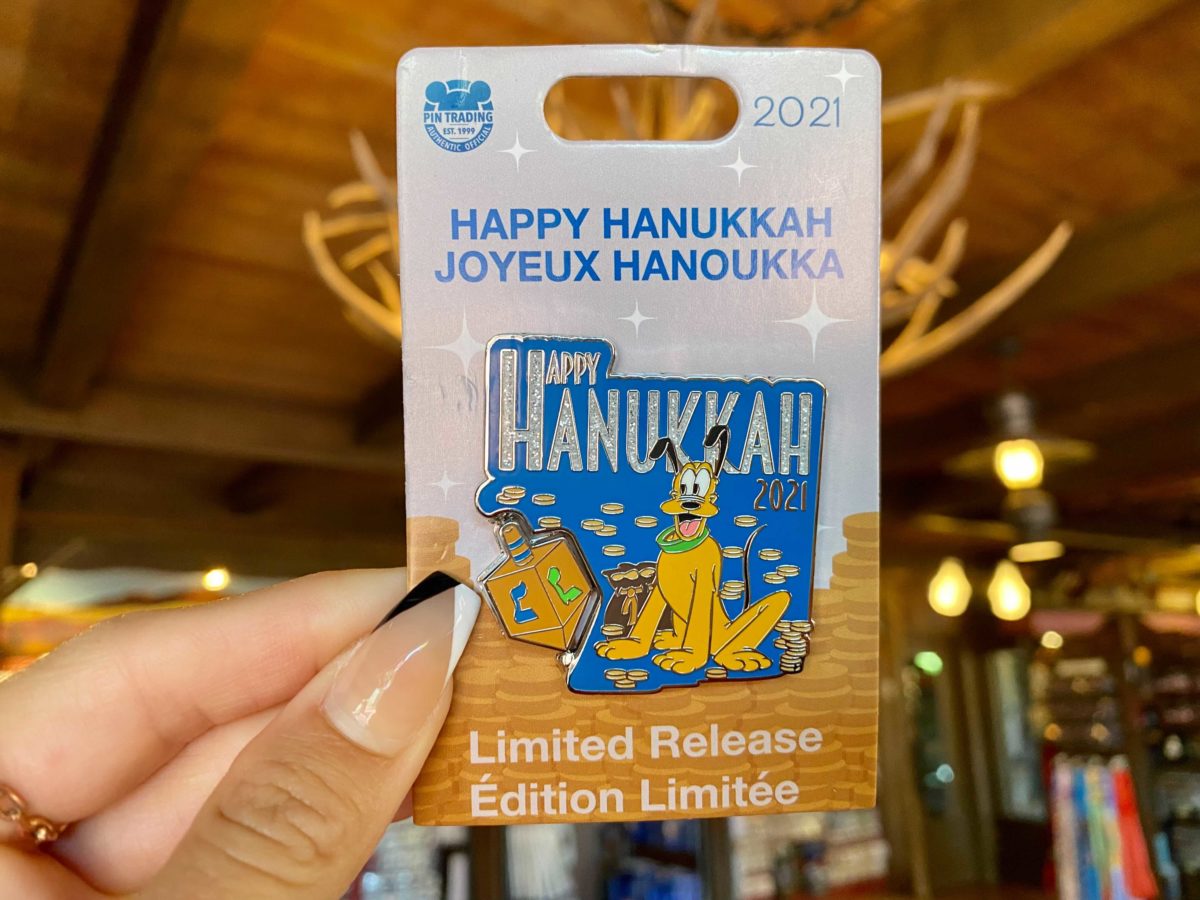 PIN TRADING
EST. 1999
AUTHENTIC OFFICIAL
2021
HAPPY HANUKKAH
JOYEUX HANOUKKA
HAPPY
HANUKKAH
2021
Limited Release
Édition Limitée